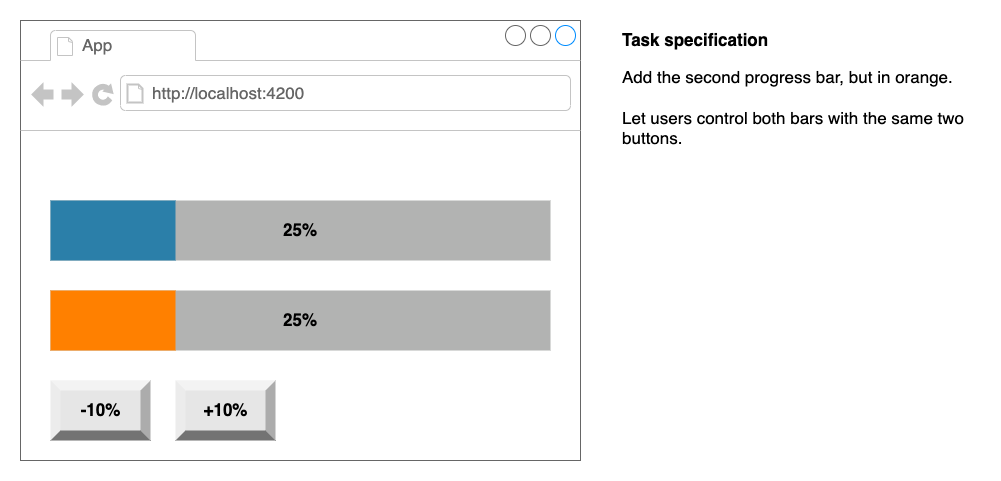 App
http://localhost:4200
25%
25%
-10%
+10%
Task specification
Add the second progress bar, but in orange.
Let users control both bars with the same two
buttons.